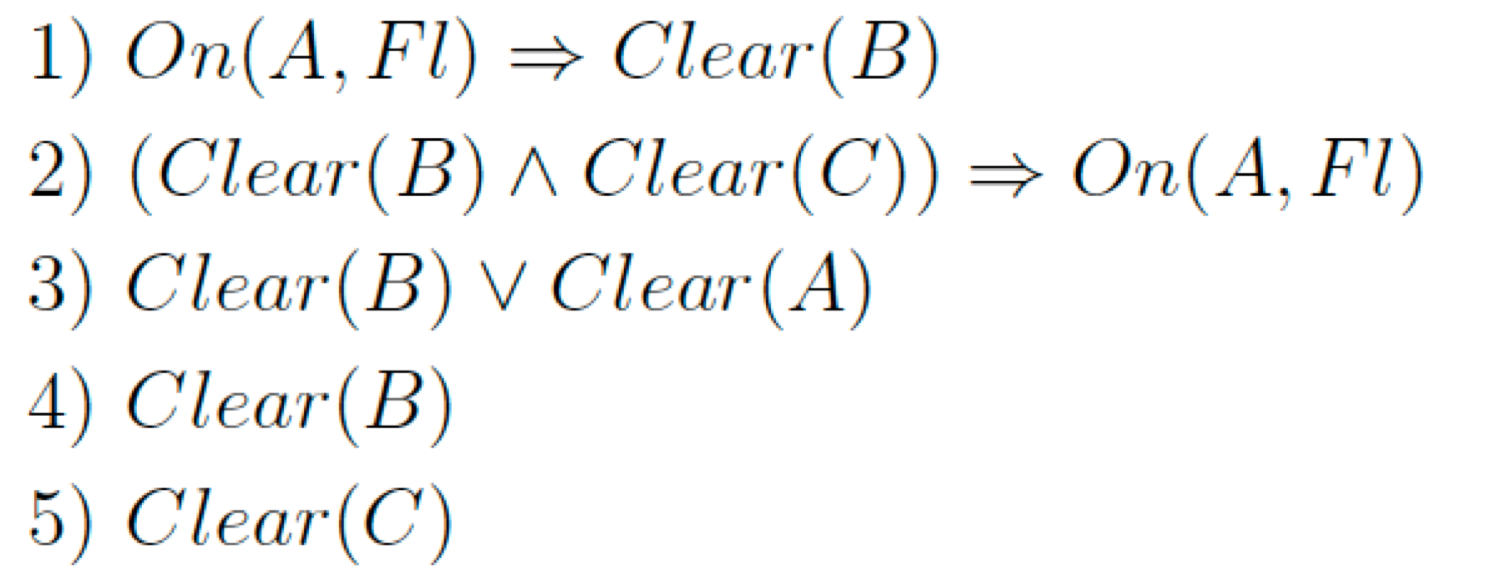 1) On(A, Fl) ⇒ Clear(B)
2) (Clear(B) ∧ Clear(C)) ⇒ On(A, Fl)
3) Clear(B) ∨ Clear(A)
4) Clear(B)
5) Clear(C)